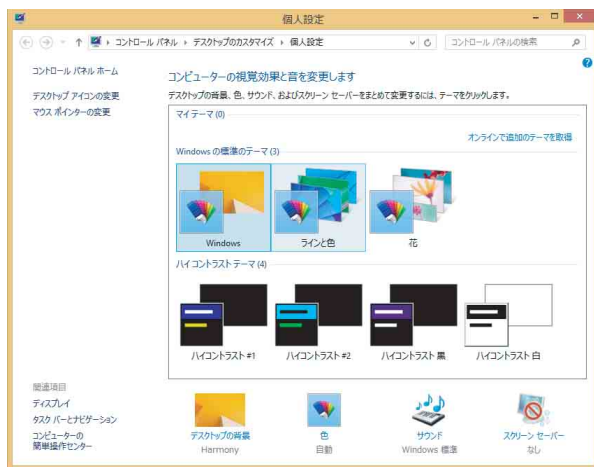 個人設定
コントロール パネル ▸ デスクトップのカスタマイズ ▸ 個人設定
コントロール パネルの検索
コントロール パネル ホーム
デスクトップ アイコンの変更
マウス ポインターの変更
コンピューターの視覚効果と音を変更します
デスクトップの背景、色、サウンド、およびスクリーン セーバーをまとめて変更するには、テーマをクリックします。
マイ テーマ (0)
オンラインで追加のテーマを取得
Windows の標準のテーマ (3)
Windows
ラインと色
花
ハイ コントラスト テーマ (4)
ハイコントラスト #1
ハイコントラスト #2
ハイコントラスト 黒
ハイコントラスト 白
関連項目
ディスプレイ
タスク バーとナビゲーション
コンピューターの
簡単操作センター
デスクトップの背景
Harmony
色
自動
サウンド
Windows 標準
スクリーン セーバー
なし